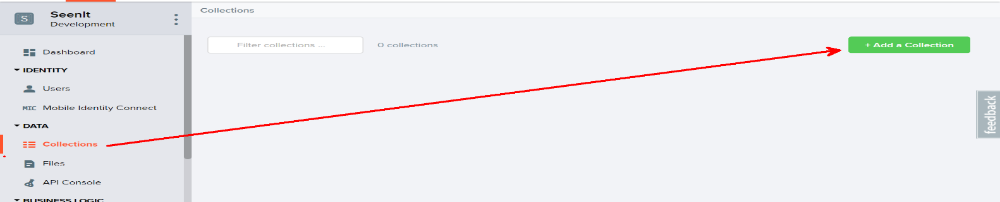 S
SeenIt
Development
Dashboard
IDENTITY
Users
MIC Mobile Identity Connect
DATA
Collections
Files
API Console
BUSINESS LOGIC
Collections
Filter collections ...
0 collections
+ Add a Collection
feedback